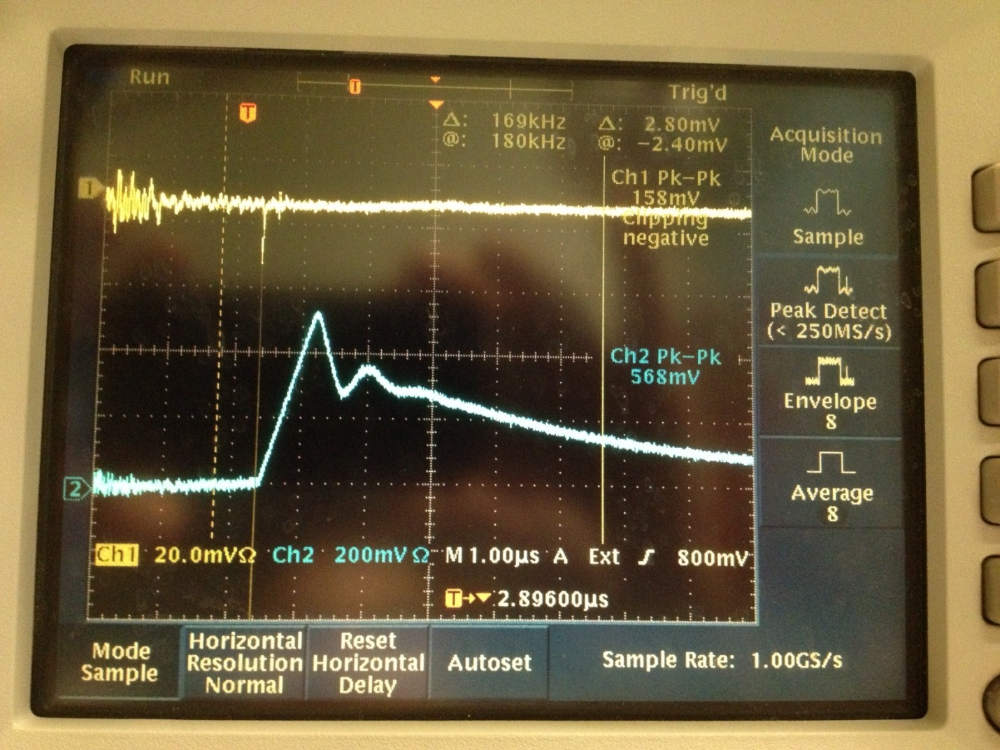 Run
T
Trig'd
T
Δ: 169kHz Δ: 2.80mV
@: 180kHz @: −2.40mV
Acquisition
Mode
1
Ch1 Pk−Pk
158mV
Clipping
negative
Sample
Peak Detect
(< 250MS/s)
Ch2 Pk−Pk
568mV
Envelope
8
2
Average
8
Ch1 20.0mVΩ Ch2 200mVΩ M 1.00μs A Ext 800mV
T→ 2.89600μs
Mode
Sample
Horizontal
Resolution
Normal
Reset
Horizontal
Delay
Autoset
Sample Rate: 1.00GS/s